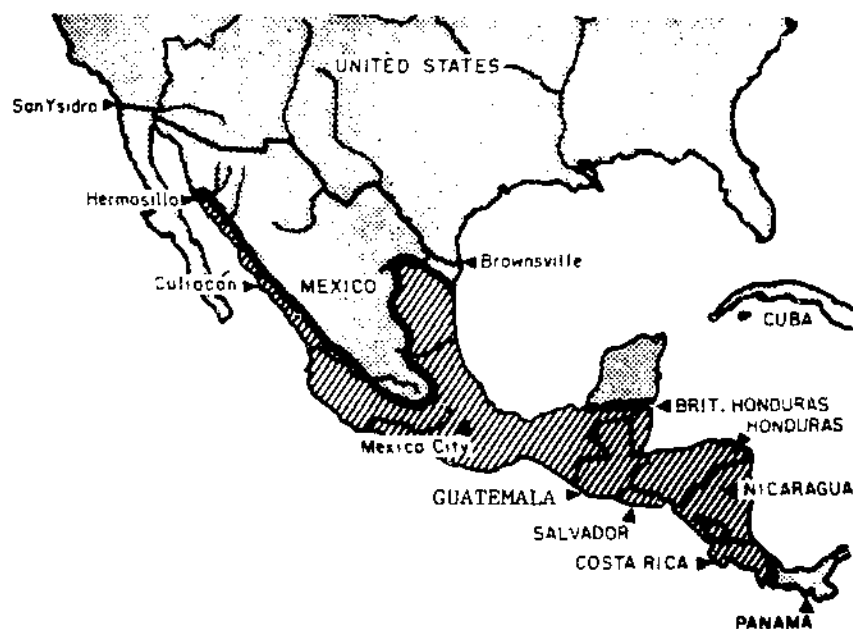 UNITED STATES
San Ysidro
Hermosillo
Brownsville
Culiacán
MEXICO
CUBA
BRIT. HONDURAS
HONDURAS
Mexico City
NICARAGUA
GUATEMALA
SALVADOR
COSTA RICA
PANAMA